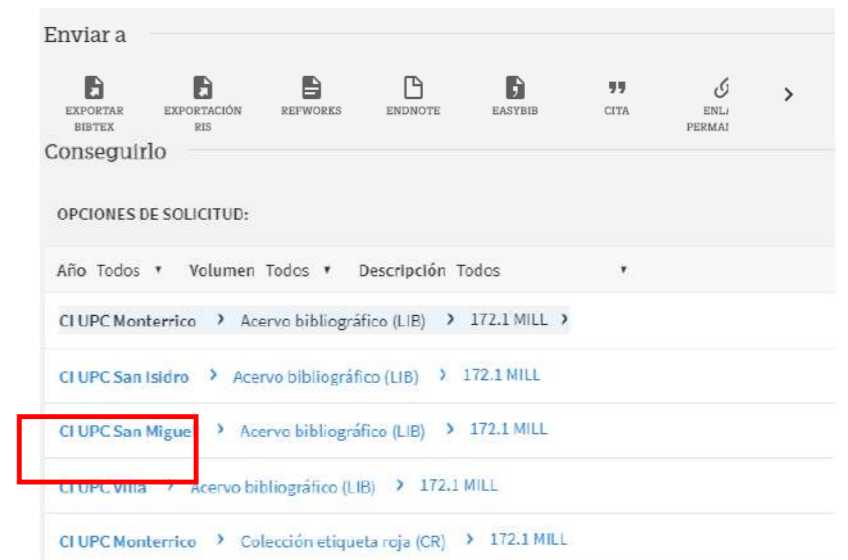 Enviar a
EXPORTAR BIBTEX
EXPORTACIÓN RIS
REFWORKS
ENDNOTE
EASYBIB
CITA
ENL/ PERMAI
Conseguirlo
OPCIONES DE SOLICITUD:
Año Todos Volumen Todos Descripción Todos
CI UPC Monterrico > Acervo bibliográfico (LIB) > 172.1 MILL >
CI UPC San Isidro > Acervo bibliográfico (LIB) > 172.1 MILL
CI UPC San Miguel > Acervo bibliográfico (LIB) > 172.1 MILL
CI UPC Villa > Acervo bibliográfico (LIB) > 172.1 MILL
CI UPC Monterrico > Colección etiqueta roja (CR) > 172.1 MILL